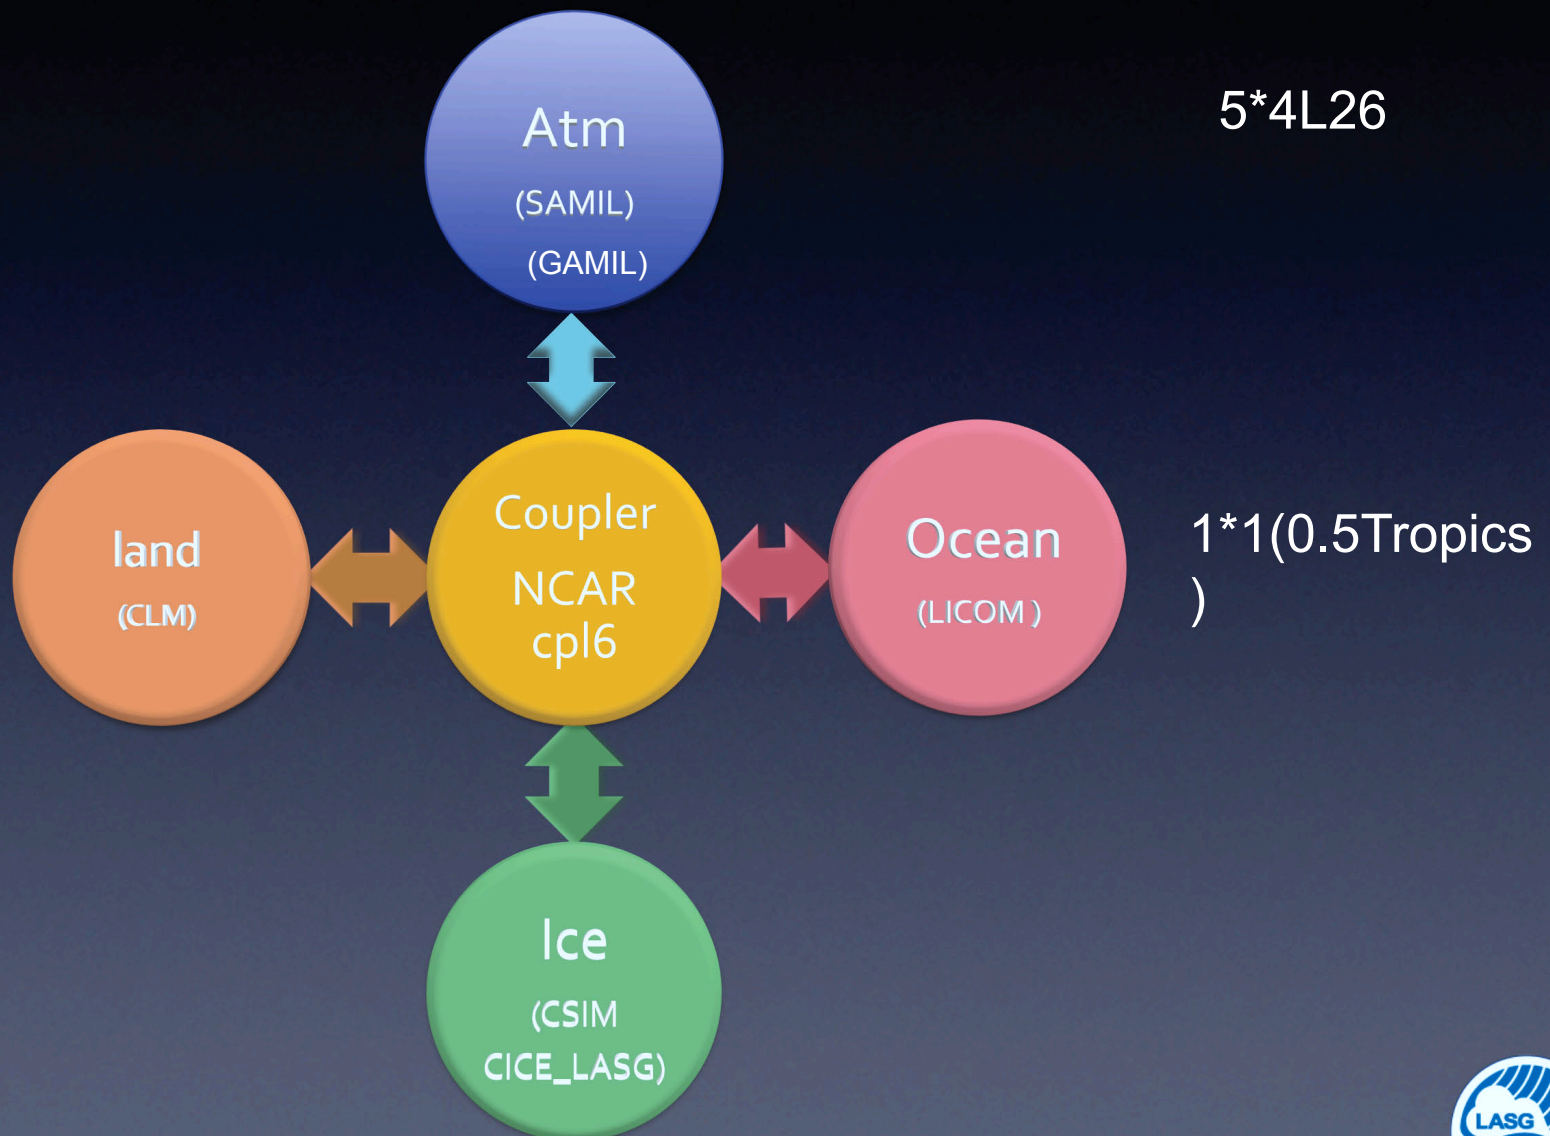 Atm
(SAMIL)
(GAMIL)
5*4L26
land
(CLM)
Coupler
NCAR
cpl6
Ocean
(LICOM )
1*1(0.5Tropics
)
Ice
(CSIM
CICE_LASG)
LASG